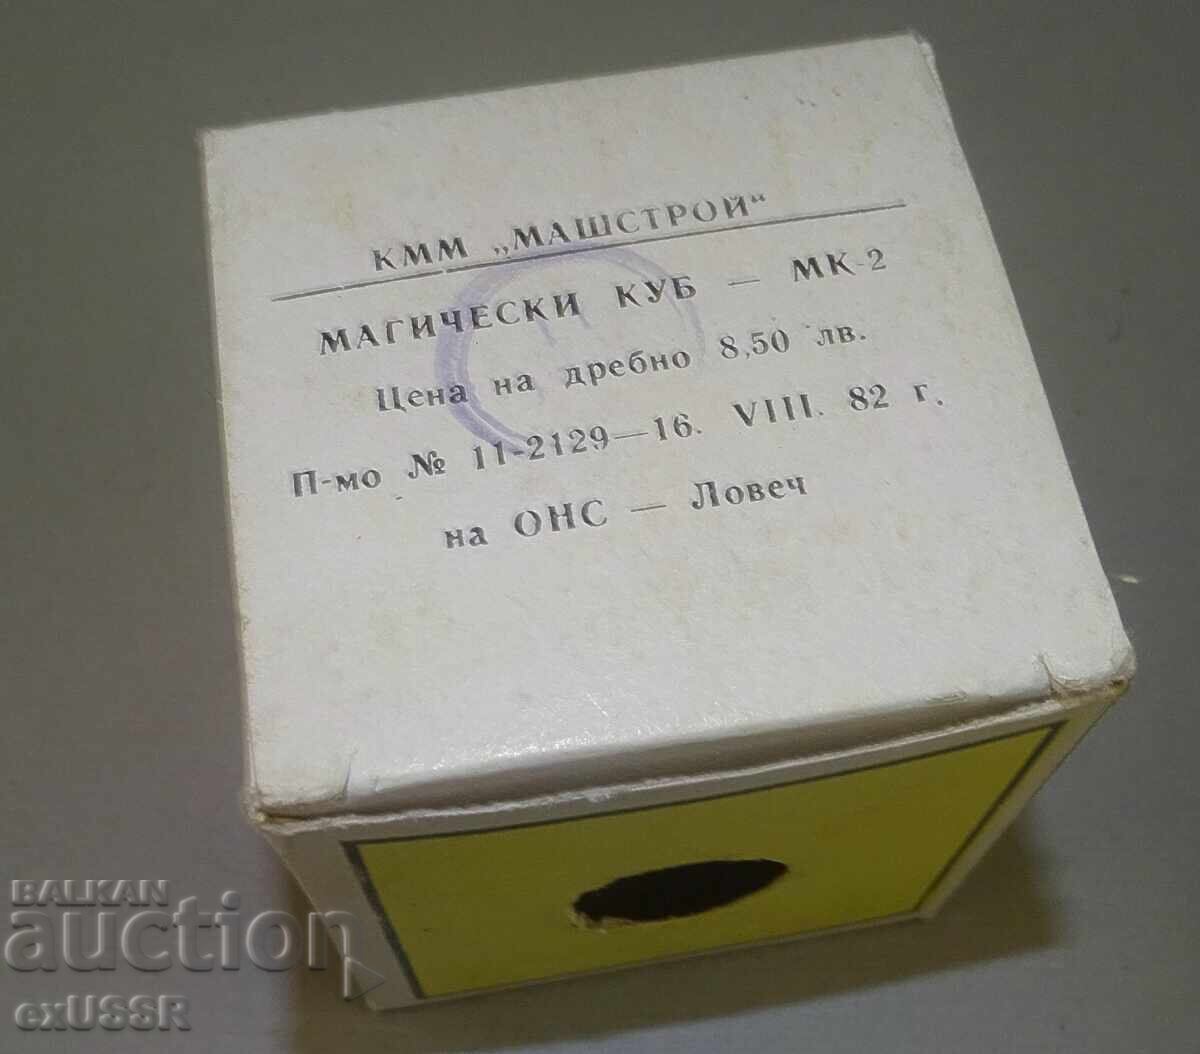 КММ „МАШСТРОЙ“
МАГИЧЕСКИ КУБ — МК-2
Цена на дребно 8,50 лв.
П-мо № 11-2129—16. VIII. 82 г.
на ОНС — Ловеч
BALKAN
auction
exUSSR